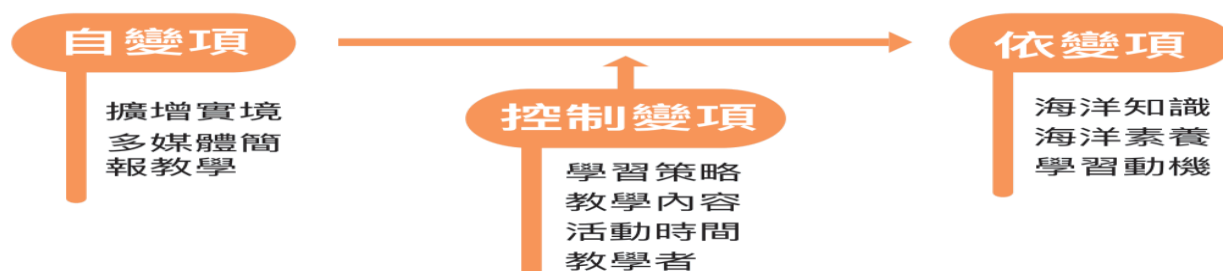 自變項
擴增實境
多媒體簡
報教學
控制變項
學習策略
教學內容
活動時間
教學者
依變項
海洋知識
海洋素養
學習動機